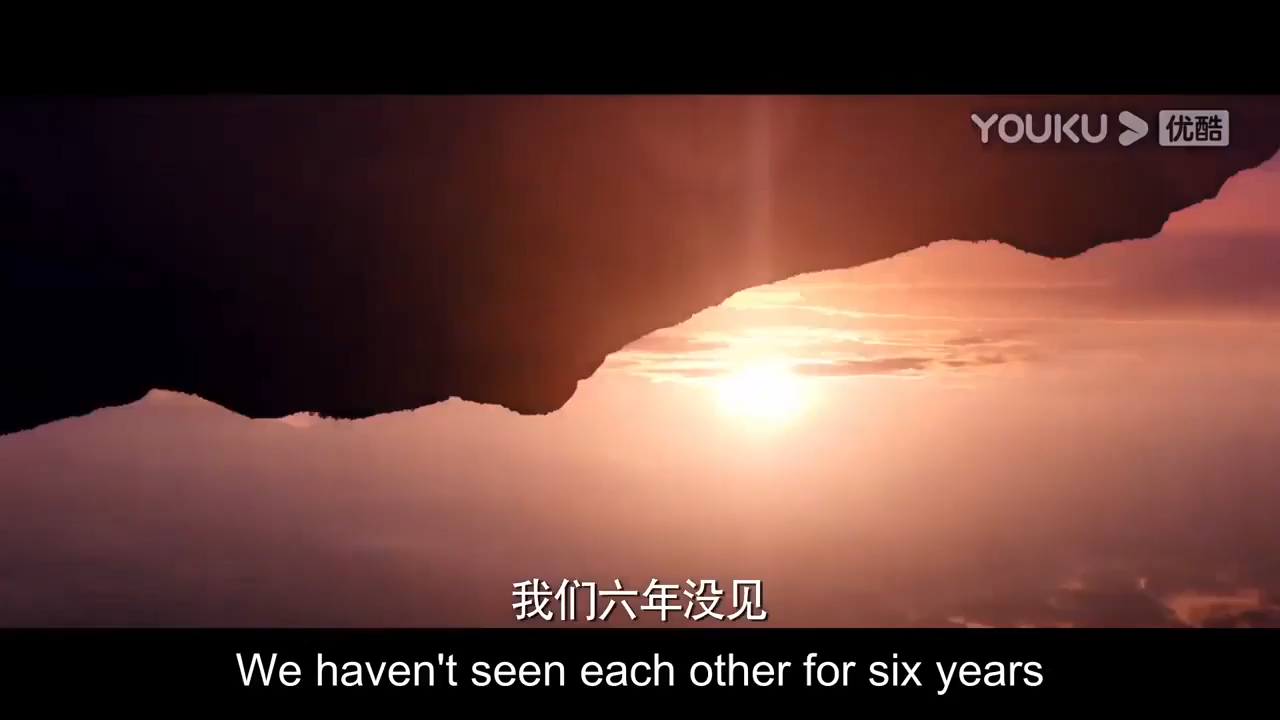 YOUKU 优酷
我们六年没见
We haven't seen each other for six years